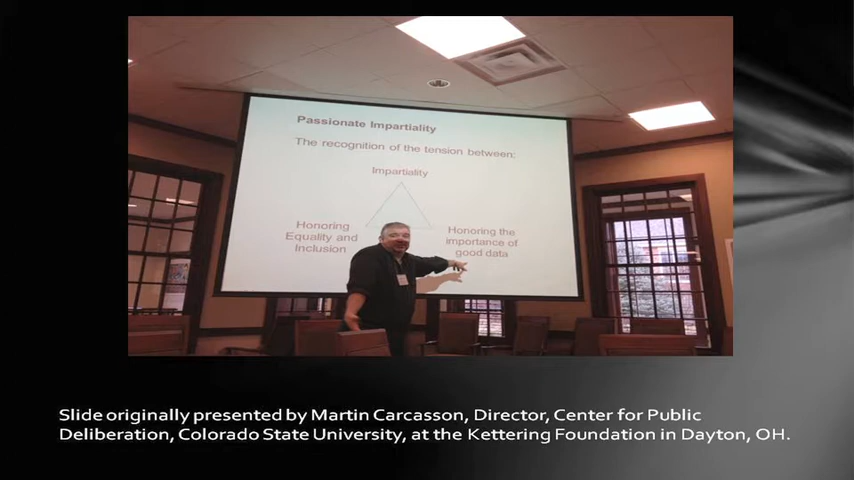 Passionate Impartiality
The recognition of the tension between:
Impartiality
Honoring
Equality and
Inclusion
Honoring the
importance of
good data
Slide originally presented by Martin Carcasson, Director, Center for Public
Deliberation, Colorado State University, at the Kettering Foundation in Dayton, OH.